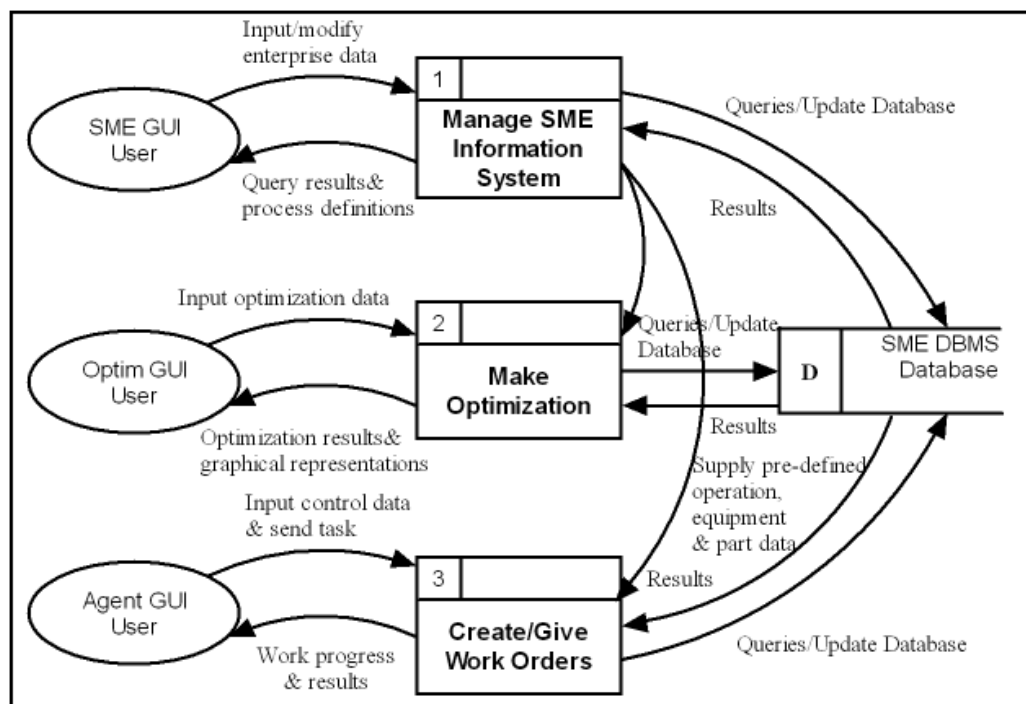 Input/modify
enterprise data
1
Queries/Update Database
SME GUI
User
Manage SME
Information
System
Query results&
process definitions
Results
Input optimization data
2
Queries/Update
Database
SME DBMS
Database
D
Optim GUI
User
Make
Optimization
Results
Optimization results&
graphical representations
Supply pre-defined
operation,
equipment
& part data
Input control data
& send task
3
Results
Agent GUI
User
Create/Give
Work Orders
Queries/Update Database
Work progress
& results